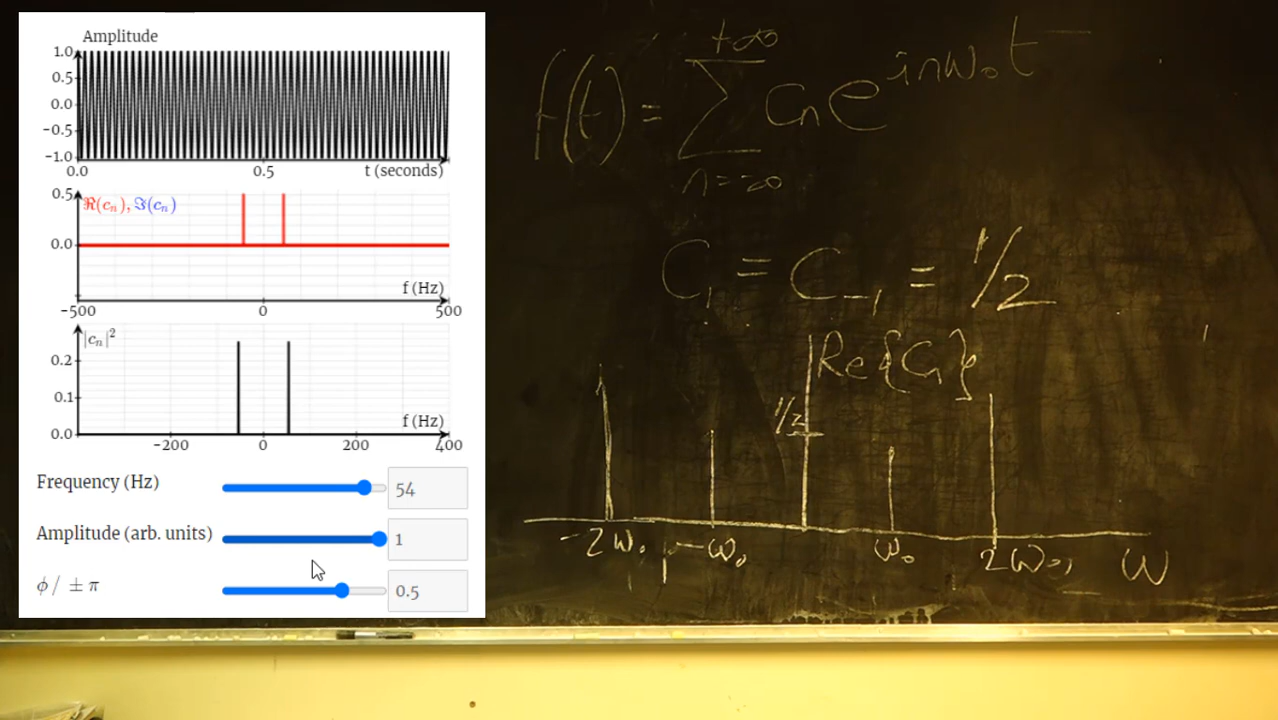 Amplitude
1.0
0.5
0.0
−0.5
−1.0
0.0 0.5 t (seconds)
0.5
ℜ(cₙ), ℑ(cₙ)
0.0
f (Hz)
−500 0 500
|cₙ|²
0.2
0.1
0.0
f (Hz)
−200 0 200 400
Frequency (Hz) 54
Amplitude (arb. units) 1
ϕ / ± π 0.5
+∞
f(t) = Σ Cₙ e^{inω₀t}
n=-∞
C₁ = C₋₁ = 1/2
Re{Cₙ}
1/2
-2ω₀ -ω₀ ω₀ 2ω₀ ω